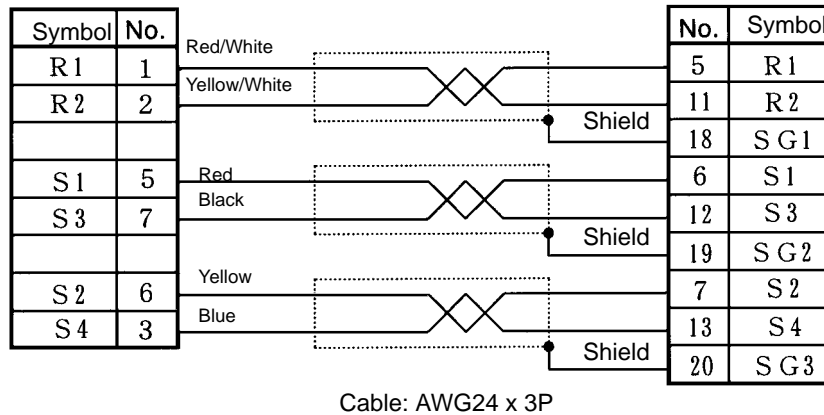 Symbol No.
R1 1
R2 2
S1 5
S3 7
S2 6
S4 3
Red/White
Yellow/White
Shield
Red
Black
Shield
Yellow
Blue
Shield
No. Symbol
5 R1
11 R2
18 SG1
6 S1
12 S3
19 SG2
7 S2
13 S4
20 SG3
Cable: AWG24 x 3P